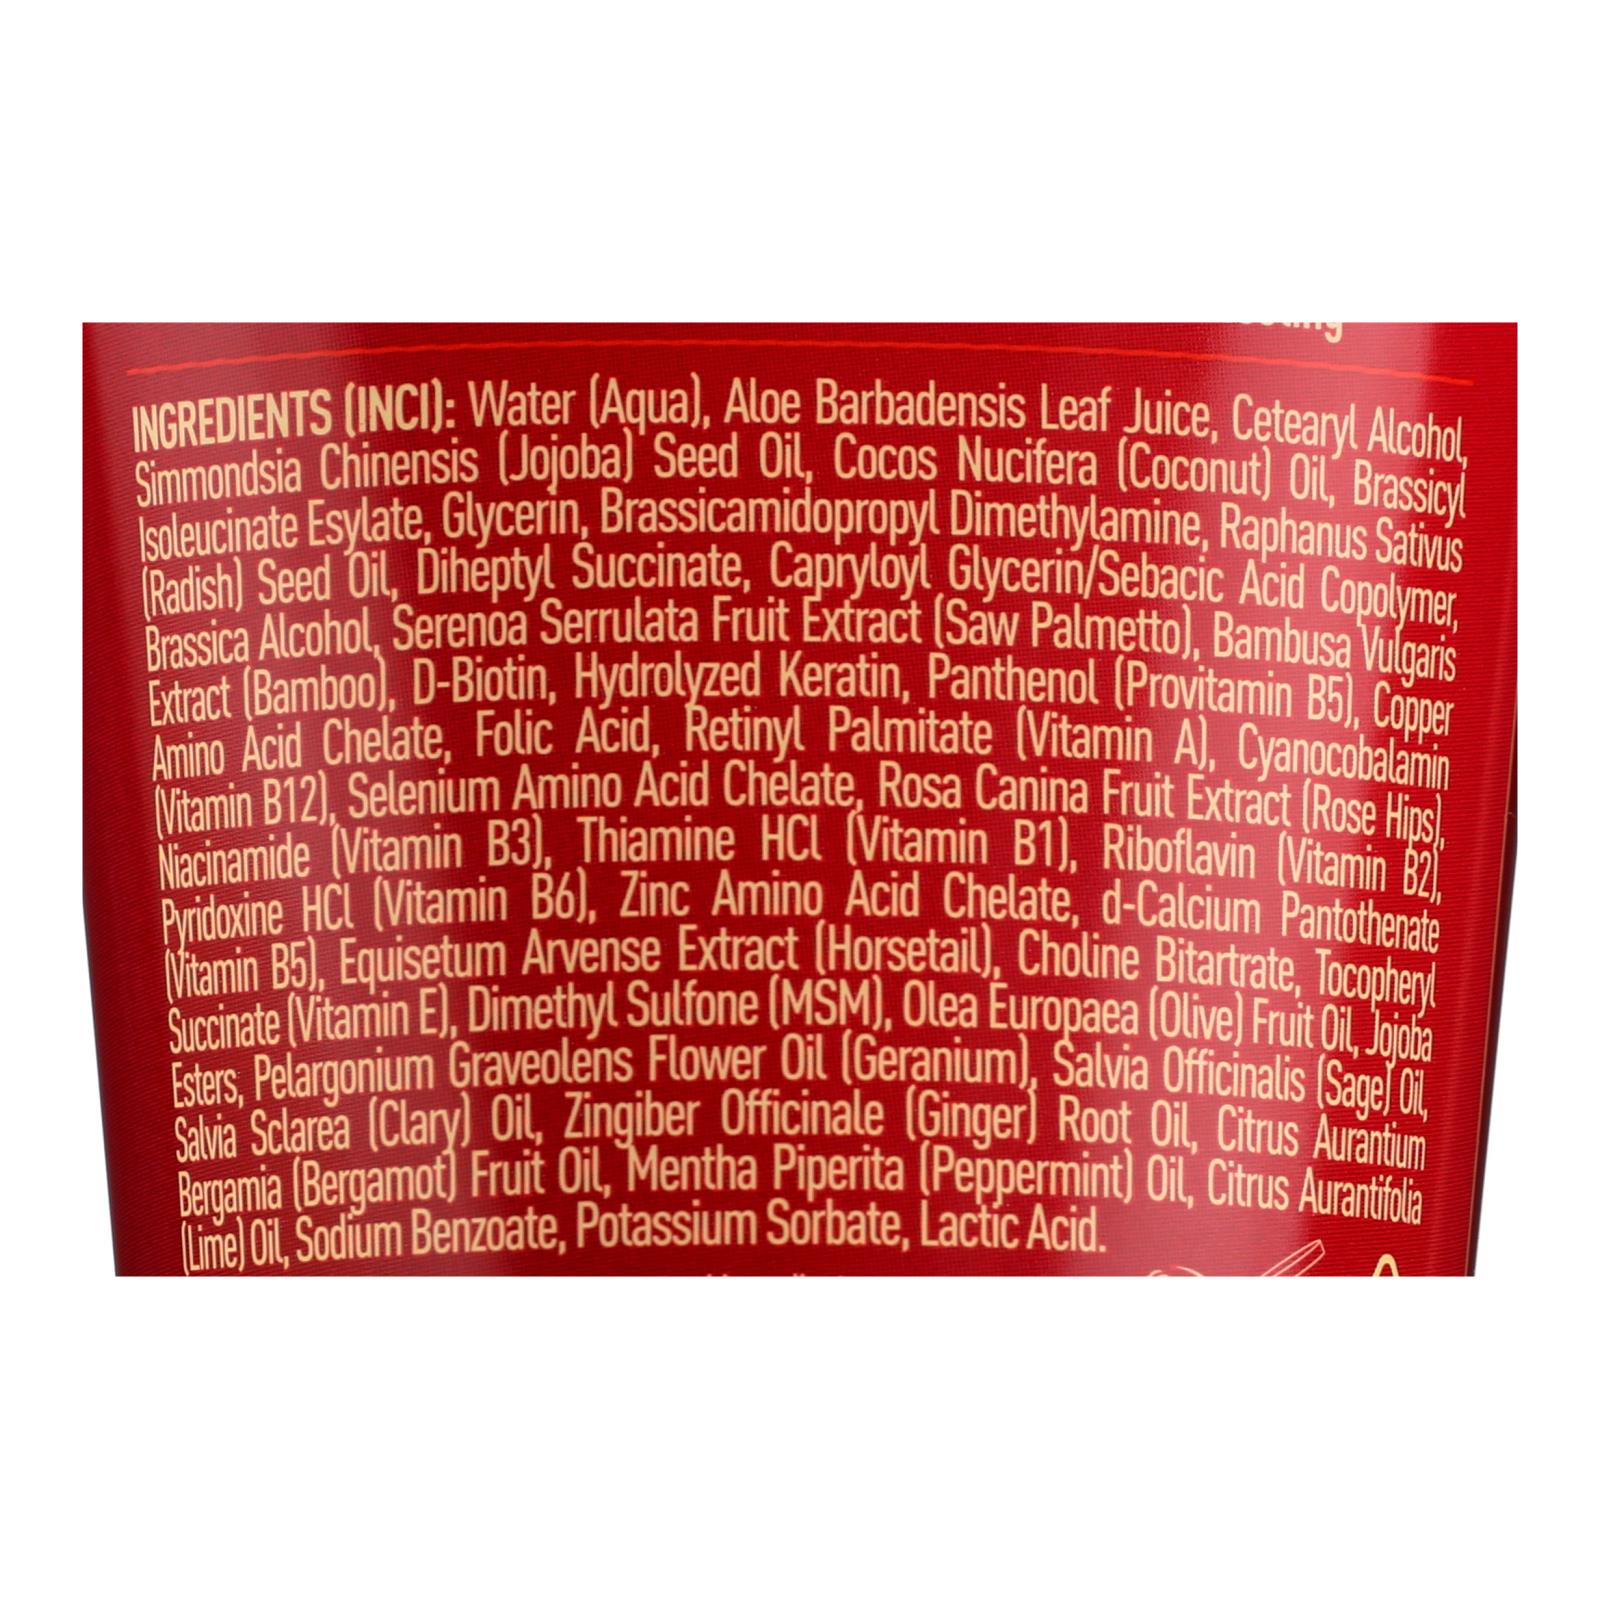 INGREDIENTS (INCI): Water (Aqua), Aloe Barbadensis Leaf Juice, Cetearyl Alcohol,
Simmondsia Chinensis (Jojoba) Seed Oil, Cocos Nucifera (Coconut) Oil, Brassicyl
Isoleucinate Esylate, Glycerin, Brassicamidopropyl Dimethylamine, Raphanus Sativus
(Radish) Seed Oil, Diheptyl Succinate, Capryloyl Glycerin/Sebacic Acid Copolymer,
Brassica Alcohol, Serenoa Serrulata Fruit Extract (Saw Palmetto), Bambusa Vulgaris
Extract (Bamboo), D-Biotin, Hydrolyzed Keratin, Panthenol (Provitamin B5), Copper
Amino Acid Chelate, Folic Acid, Retinyl Palmitate (Vitamin A), Cyanocobalamin
(Vitamin B12), Selenium Amino Acid Chelate, Rosa Canina Fruit Extract (Rose Hips),
Niacinamide (Vitamin B3), Thiamine HCl (Vitamin B1), Riboflavin (Vitamin B2),
Pyridoxine HCl (Vitamin B6), Zinc Amino Acid Chelate, d-Calcium Pantothenate
(Vitamin B5), Equisetum Arvense Extract (Horsetail), Choline Bitartrate, Tocopheryl
Succinate (Vitamin E), Dimethyl Sulfone (MSM), Olea Europaea (Olive) Fruit Oil, Jojoba
Esters, Pelargonium Graveolens Flower Oil (Geranium), Salvia Officinalis (Sage) Oil,
Salvia Sclarea (Clary) Oil, Zingiber Officinale (Ginger) Root Oil, Citrus Aurantium
Bergamia (Bergamot) Fruit Oil, Mentha Piperita (Peppermint) Oil, Citrus Aurantifolia
(Lime) Oil, Sodium Benzoate, Potassium Sorbate, Lactic Acid.